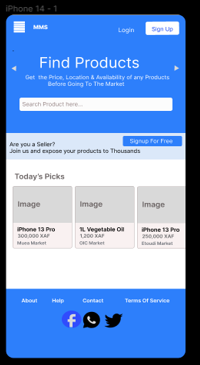 iPhone 14 - 1
MMS
Login
Sign Up
Find Products
Get the Price, Location & Availability of any Products
Before Going To The Market
Search Product here...
Are you a Seller?
Signup For Free
Join us and expose your products to Thousands
Today's Picks
Image
Image
Image
iPhone 13 Pro
300,000 XAF
Muea Market
1L Vegetable Oil
1,200 XAF
OIC Market
iPhone 13 Pro
250,000 XAF
Ekoudi Market
About
Help
Contact
Terms Of Service